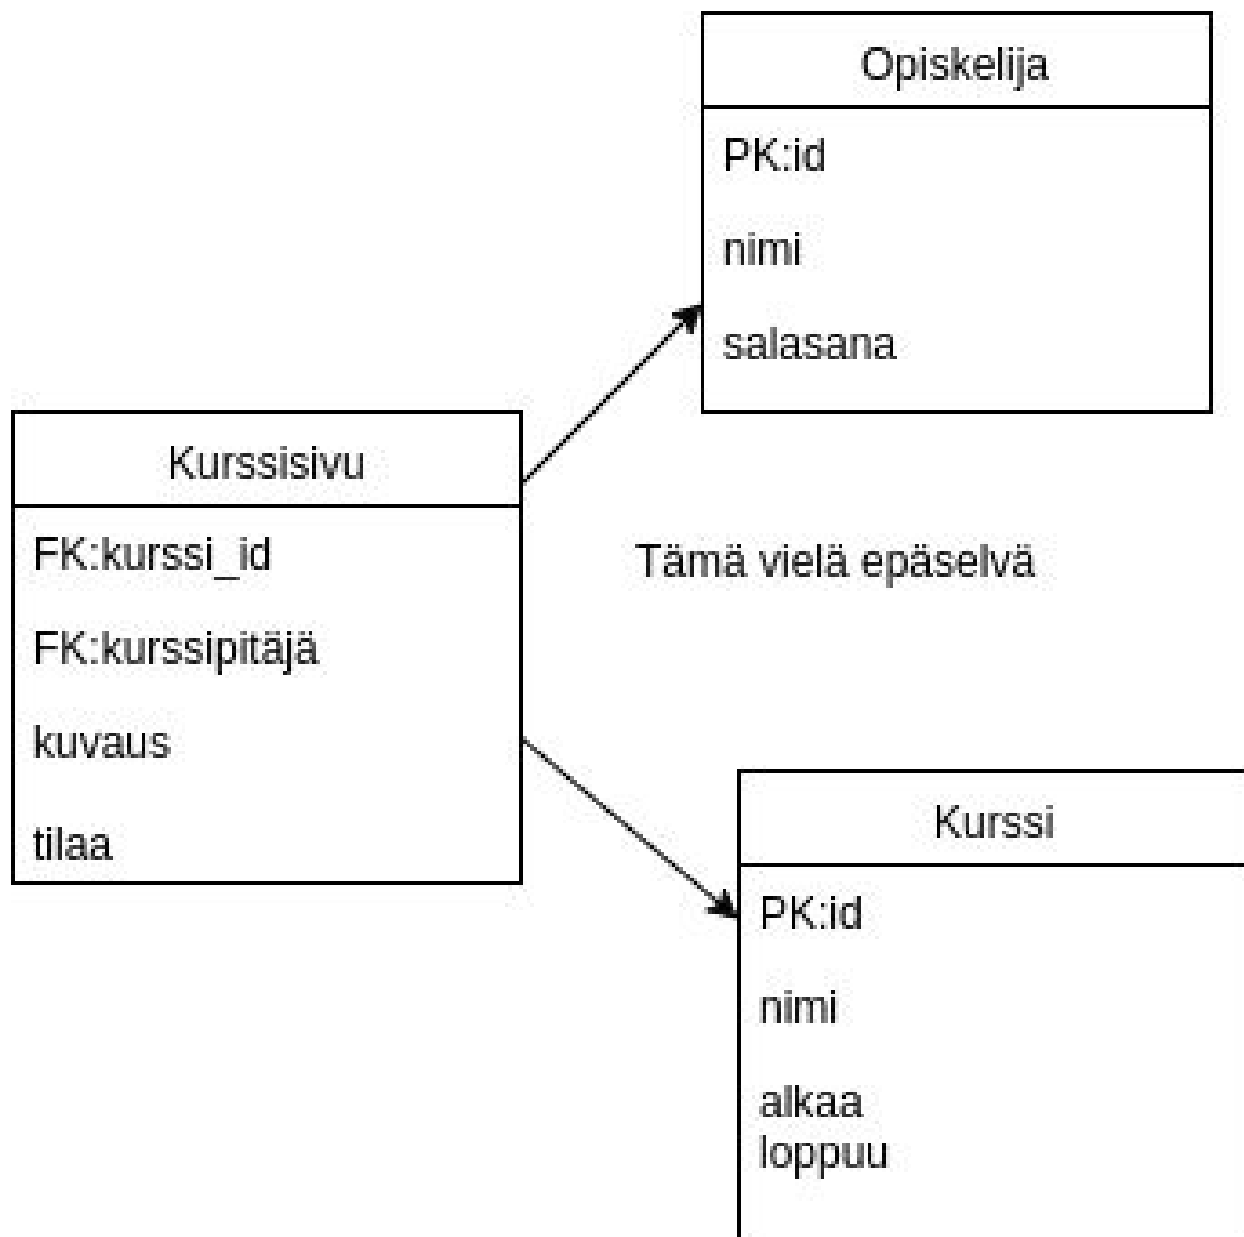 Opiskelija
PK:id
nimi
salasana
Kurssisivu
FK:kurssi_id
FK:kurssipitäjä
kuvaus
tilaa
Tämä vielä epäselvä
Kurssi
PK:id
nimi
alkaa
loppuu